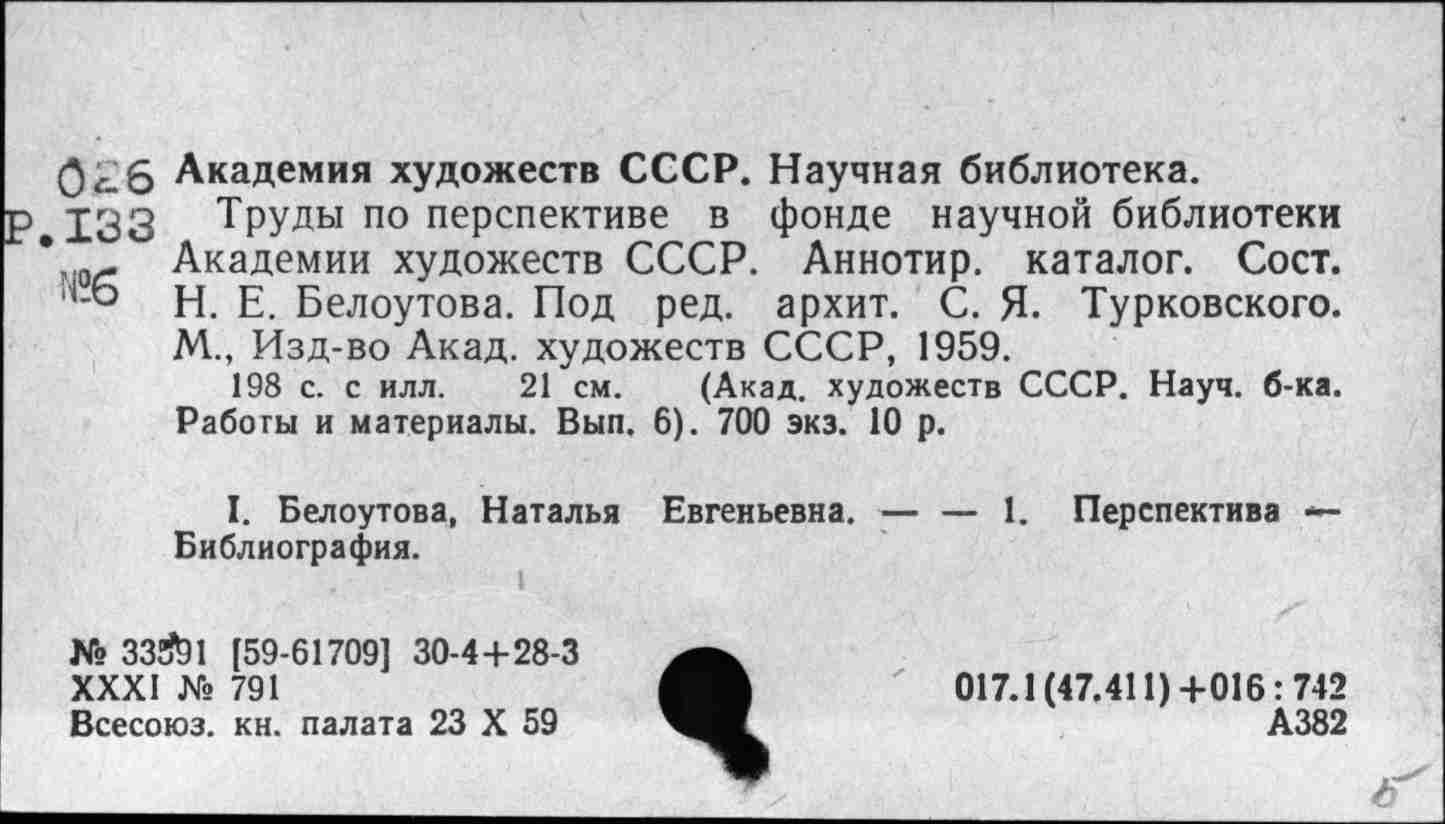 Академия художеств СССР. Научная библиотека.
Р.133 Труды по перспективе в фонде научной библиотеки
№6 Академии художеств СССР. Аннотир. каталог. Сост.
Н. Е. Белоутова. Под ред. архит. С. Я. Турковского.
М., Изд-во Акад. художеств СССР, 1959.
198 с. с илл. 21 см. (Акад. художеств СССР. Науч. б-ка.
Работы и материалы. Вып. 6). 700 экз. 10 р.
I. Белоутова, Наталья Евгеньевна. — — 1. Перспектива —
Библиография.
№ [59-61709] 30-4+28-3
XXXI № 791
Всесоюз. кн. палата 23 X 59
017.1(47.411)+016:742
А382
Б